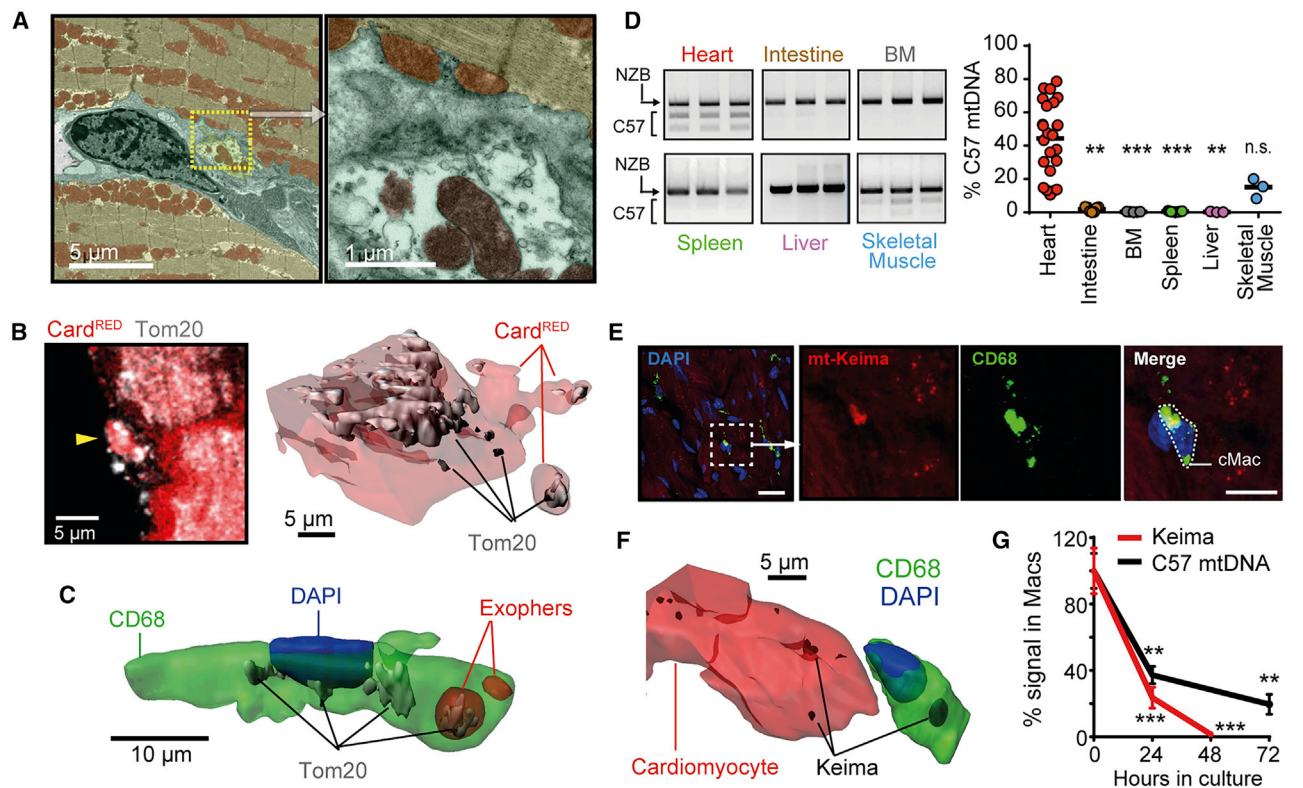 A
5 µm
1 µm
B
Card^RED Tom20
5 µm
Card^RED
5 µm
Tom20
C
CD68
DAPI
Exophers
10 µm
Tom20
D
Heart Intestine BM
NZB
C57
NZB
C57
Spleen Liver Skeletal
Muscle
% C57 mtDNA
100
80
60
40
20
0
** *** *** ** n.s.
Heart
Intestine
BM
Spleen
Liver
Skeletal
Muscle
E
DAPI
mt-Keima
CD68
Merge
cMac
F
5 µm
CD68
DAPI
Cardiomyocyte
Keima
G
Keima
C57 mtDNA
% signal in Macs
120
80
40
0
**
***
***
**
0 24 48 72
Hours in culture